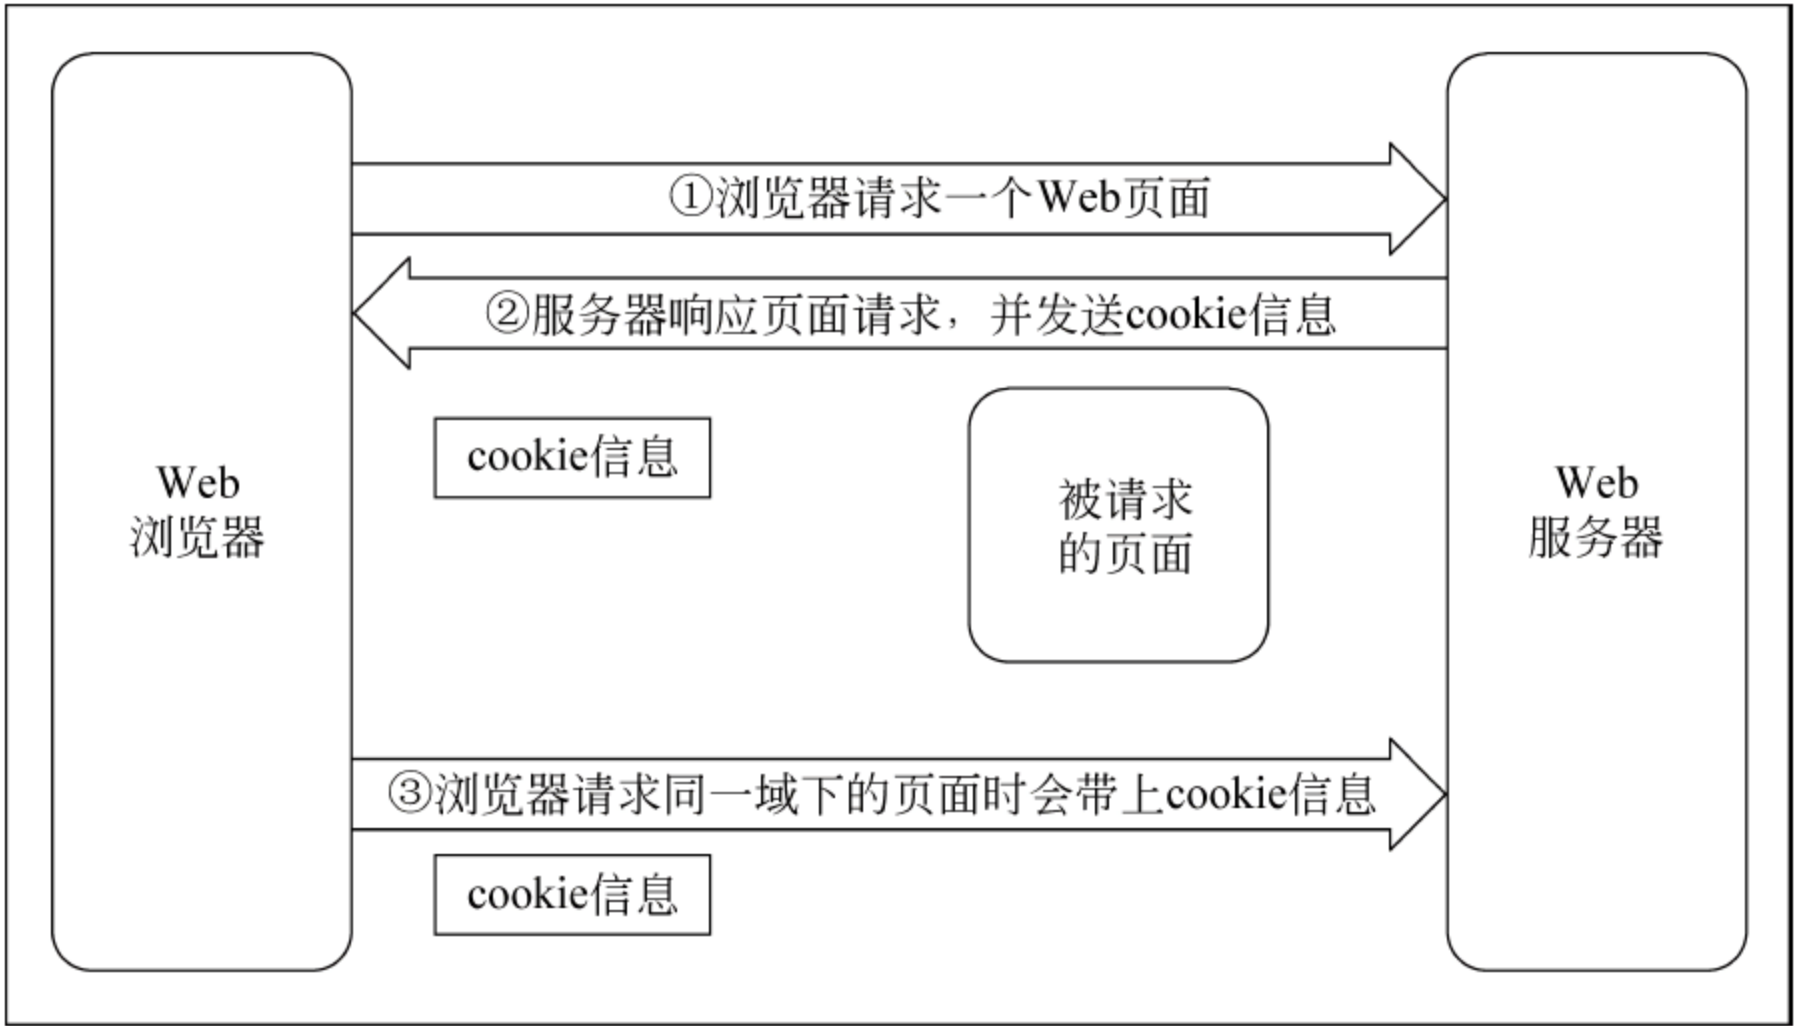 ①浏览器请求一个Web页面
②服务器响应页面请求，并发送cookie信息
cookie信息
被请求
的页面
Web
浏览器
Web
服务器
③浏览器请求同一域下的页面时会带上cookie信息
cookie信息